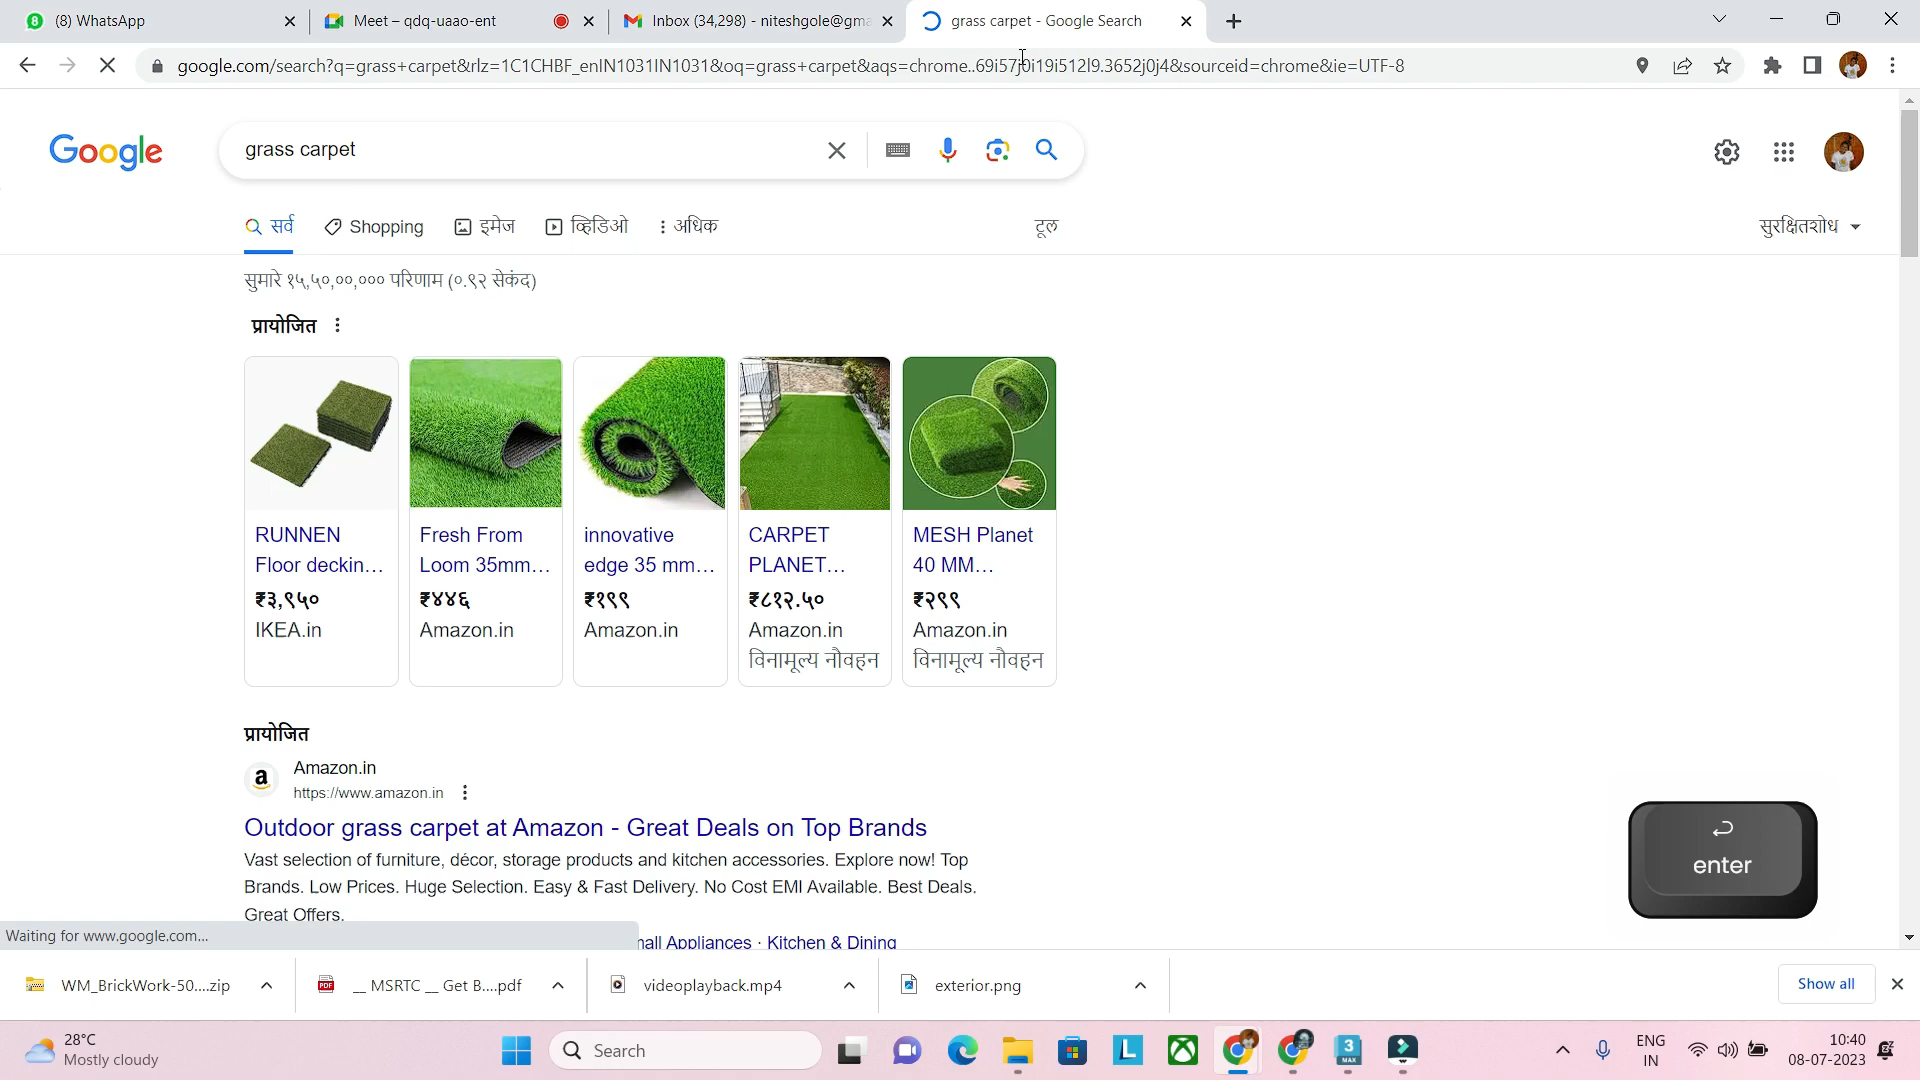 (8) WhatsApp
Meet – qdq-uaao-ent
Inbox (34,298) - niteshgole@gma
grass carpet - Google Search
google.com/search?q=grass+carpet&rlz=1C1CHBF_enIN1031IN1031&oq=grass+carpet&aqs=chrome..69i57j0i19i512l9.3652j0j4&sourceid=chrome&ie=UTF-8
Google
grass carpet
सर्व
Shopping
इमेज
व्हिडिओ
अधिक
टूल
सुरक्षितशोध
सुमारे १५,५०,००,००० परिणाम (०.९२ सेकंद)
प्रायोजित
RUNNEN
Floor deckin...
₹३,९५०
IKEA.in
Fresh From
Loom 35mm...
₹४४६
Amazon.in
innovative
edge 35 mm...
₹१९९
Amazon.in
CARPET
PLANET...
₹८१२.५०
Amazon.in
विनामूल्य नौवहन
MESH Planet
40 MM...
₹२९९
Amazon.in
विनामूल्य नौवहन
प्रायोजित
Amazon.in
https://www.amazon.in
Outdoor grass carpet at Amazon - Great Deals on Top Brands
Vast selection of furniture, décor, storage products and kitchen accessories. Explore now! Top
Brands. Low Prices. Huge Selection. Easy & Fast Delivery. No Cost EMI Available. Best Deals.
Great Offers.
Appliances · Kitchen & Dining
enter
Waiting for www.google.com...
WM_BrickWork-50....zip
__ MSRTC __ Get B....pdf
videoplayback.mp4
exterior.png
Show all
28°C
Mostly cloudy
Search
3
MAX
ENG
IN
10:40
08-07-2023